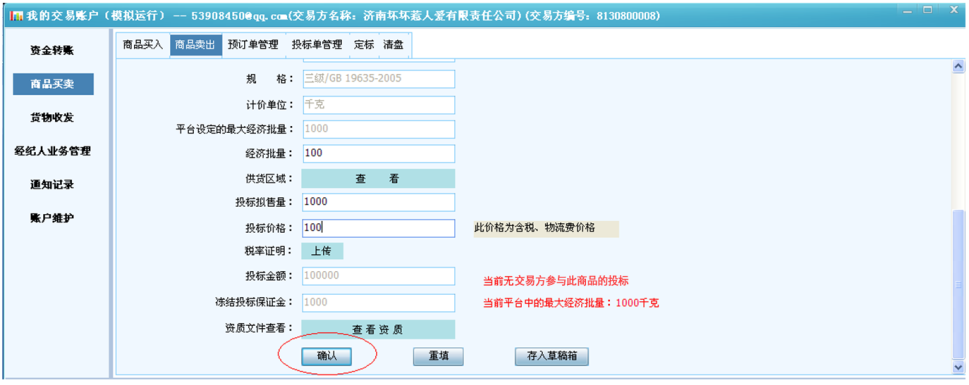 我的交易账户（模拟运行） -- 53908450@qq.com(交易方名称：济南坏坏惹人爱有限责任公司)(交易方编号：8130800008)
资金转账
商品买卖
货物收发
经纪人业务管理
通知记录
账户维护
商品买入 商品卖出 预订单管理 投标单管理 定标 清盘
规 格： 三级/GB 19635-2005
计价单位： 千克
平台设定的最大经济批量： 1000
经济批量： 100
供货区域： 查 看
投标拟售量： 1000
投标价格： 100 此价格为含税、物流费价格
税率证明： 上传
投标金额： 100000 当前无交易方参与此商品的投标
冻结投标保证金： 1000 当前平台中的最大经济批量：1000千克
资质文件查看： 查看资质
确认 重填 存入草稿箱